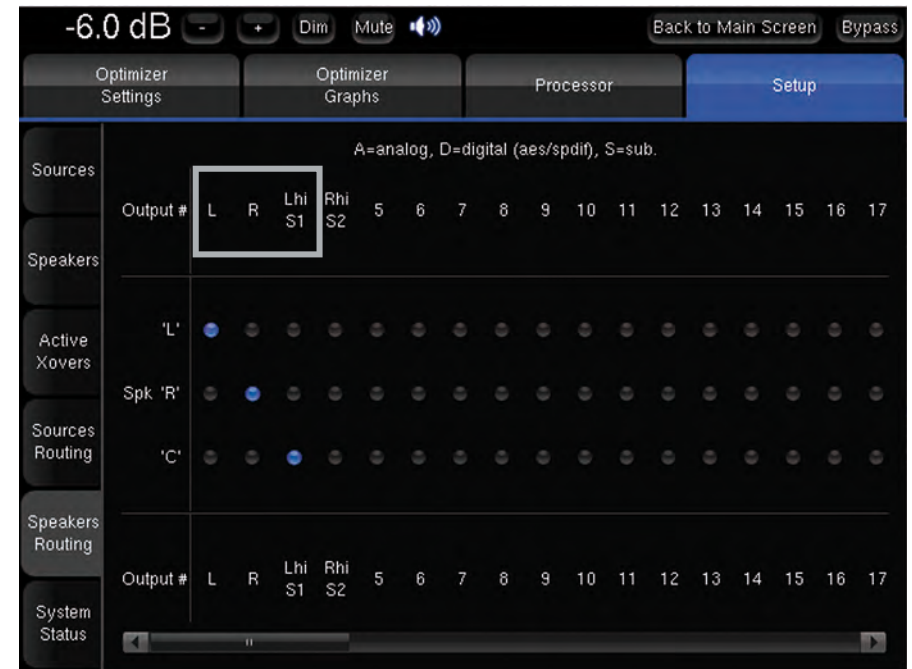 -6.0 dB - + Dim Mute Back to Main Screen Bypass
Optimizer Settings
Optimizer Graphs
Processor
Setup
Sources
Speakers
Active Xovers
Sources Routing
Speakers Routing
System Status
A=analog, D=digital (aes/spdif), S=sub.
Output # L R Lhi S1 Rhi S2 5 6 7 8 9 10 11 12 13 14 15 16 17
'L'
Spk 'R'
'C'
Output # L R Lhi S1 Rhi S2 5 6 7 8 9 10 11 12 13 14 15 16 17